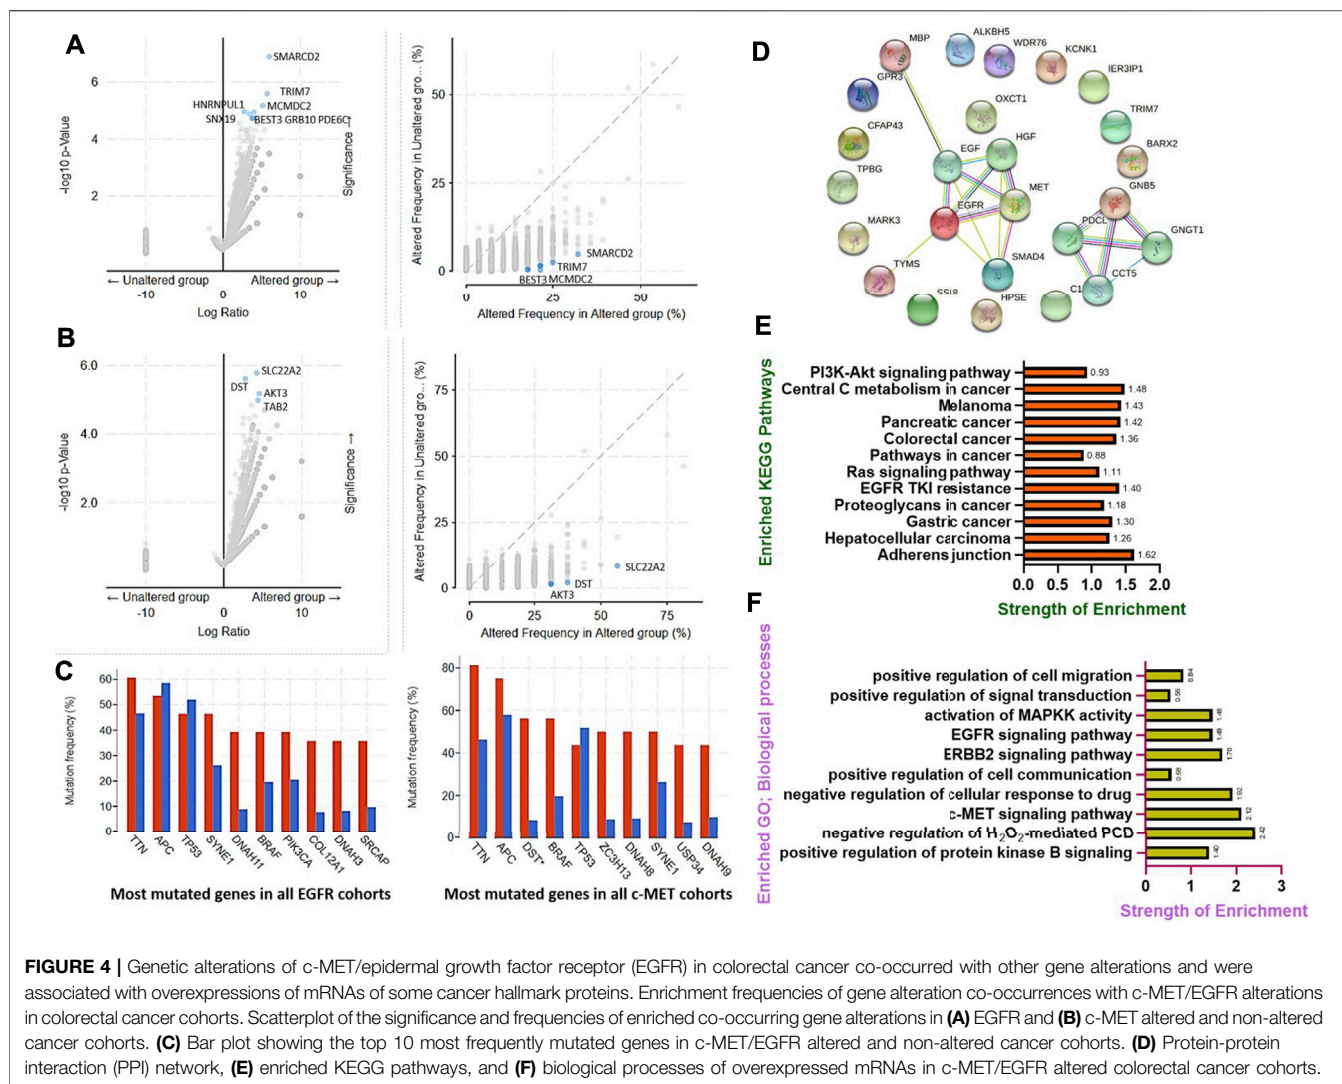 A
SMARCD2
6
TRIM7
HNRNPUL1
MCMDC2
SNX19
BEST3 GRB10 PDE6C
4
2
-log10 p-Value
Significance →
← Unaltered group
Altered group →
-10
0
10
Log Ratio
Altered Frequency in Unaltered gro... (%)
50
25
0
SMARCD2
TRIM7
BEST3
MCMDC2
0
25
50
Altered Frequency in Altered group (%)
B
6.0
SLC22A2
DST
AKT3
TAB2
4.0
2.0
-log10 p-Value
Significance →
← Unaltered group
Altered group →
-10
0
10
Log Ratio
Altered Frequency in Unaltered gro... (%)
75
50
25
0
SLC22A2
DST
AKT3
0
25
50
75
Altered Frequency in Altered group (%)
C
Mutation frequency (%)
60
50
40
30
20
10
0
TTN
APC
TP53
SYNE1
DNAH11
BRAF
PIK3CA
COL12A1
DNAH3
SRCAP
Most mutated genes in all EGFR cohorts
Mutation frequency (%)
80
60
40
20
0
TTN
APC
DST*
BRAF
TP53
ZC3H13
DNAH8
SYNE1
USP34
DNAH9
Most mutated genes in all c-MET cohorts
D
MBP
ALKBH5
WDR76
KCNK1
IER3IP1
GPR3
OXCT1
TRIM7
CFAP43
EGF
HGF
BARX2
TPBG
MET
GNB5
EGFR
MARK3
PDCL
GNGT1
TYMS
SMAD4
CCT5
HPSE
C1
E
Enriched KEGG Pathways
PI3K-Akt signaling pathway 0.93
Central C metabolism in cancer 1.48
Melanoma 1.43
Pancreatic cancer 1.42
Colorectal cancer 1.36
Pathways in cancer 0.88
Ras signaling pathway 1.11
EGFR TKI resistance 1.40
Proteoglycans in cancer 1.18
Gastric cancer 1.30
Hepatocellular carcinoma 1.26
Adherens junction 1.62
0.0 0.5 1.0 1.5 2.0
Strength of Enrichment
F
Enriched GO; Biological processes
positive regulation of cell migration 0.84
positive regulation of signal transduction 0.56
activation of MAPKK activity 1.48
EGFR signaling pathway 1.48
ERBB2 signaling pathway 1.70
positive regulation of cell communication 0.58
negative regulation of cellular response to drug 1.92
c-MET signaling pathway 2.12
negative regulation of H₂O₂-mediated PCD 2.42
positive regulation of protein kinase B signaling 1.40
0 1 2 3
Strength of Enrichment
FIGURE 4 | Genetic alterations of c-MET/epidermal growth factor receptor (EGFR) in colorectal cancer co-occurred with other gene alterations and were
associated with overexpressions of mRNAs of some cancer hallmark proteins. Enrichment frequencies of gene alteration co-occurrences with c-MET/EGFR alterations
in colorectal cancer cohorts. Scatterplot of the significance and frequencies of enriched co-occurring gene alterations in (A) EGFR and (B) c-MET altered and non-altered
cancer cohorts. (C) Bar plot showing the top 10 most frequently mutated genes in c-MET/EGFR altered and non-altered cancer cohorts. (D) Protein-protein
interaction (PPI) network, (E) enriched KEGG pathways, and (F) biological processes of overexpressed mRNAs in c-MET/EGFR altered colorectal cancer cohorts.